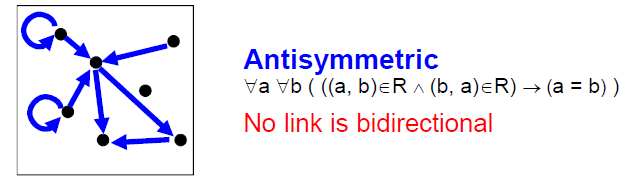 Antisymmetric
∀a ∀b ( ((a, b)∈R ∧ (b, a)∈R) → (a = b) )
No link is bidirectional